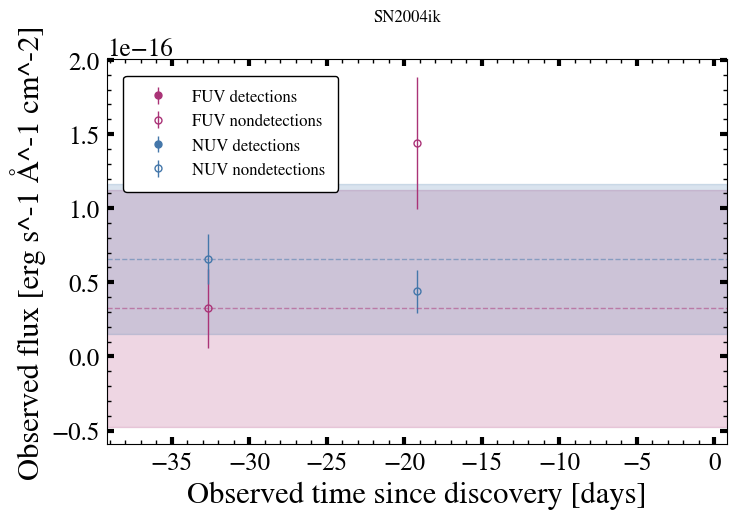 SN2004ik
1e−16
Observed flux [erg s^-1 Å^-1 cm^-2]
2.0
1.5
1.0
0.5
0.0
−0.5
FUV detections
FUV nondetections
NUV detections
NUV nondetections
−35 −30 −25 −20 −15 −10 −5 0
Observed time since discovery [days]